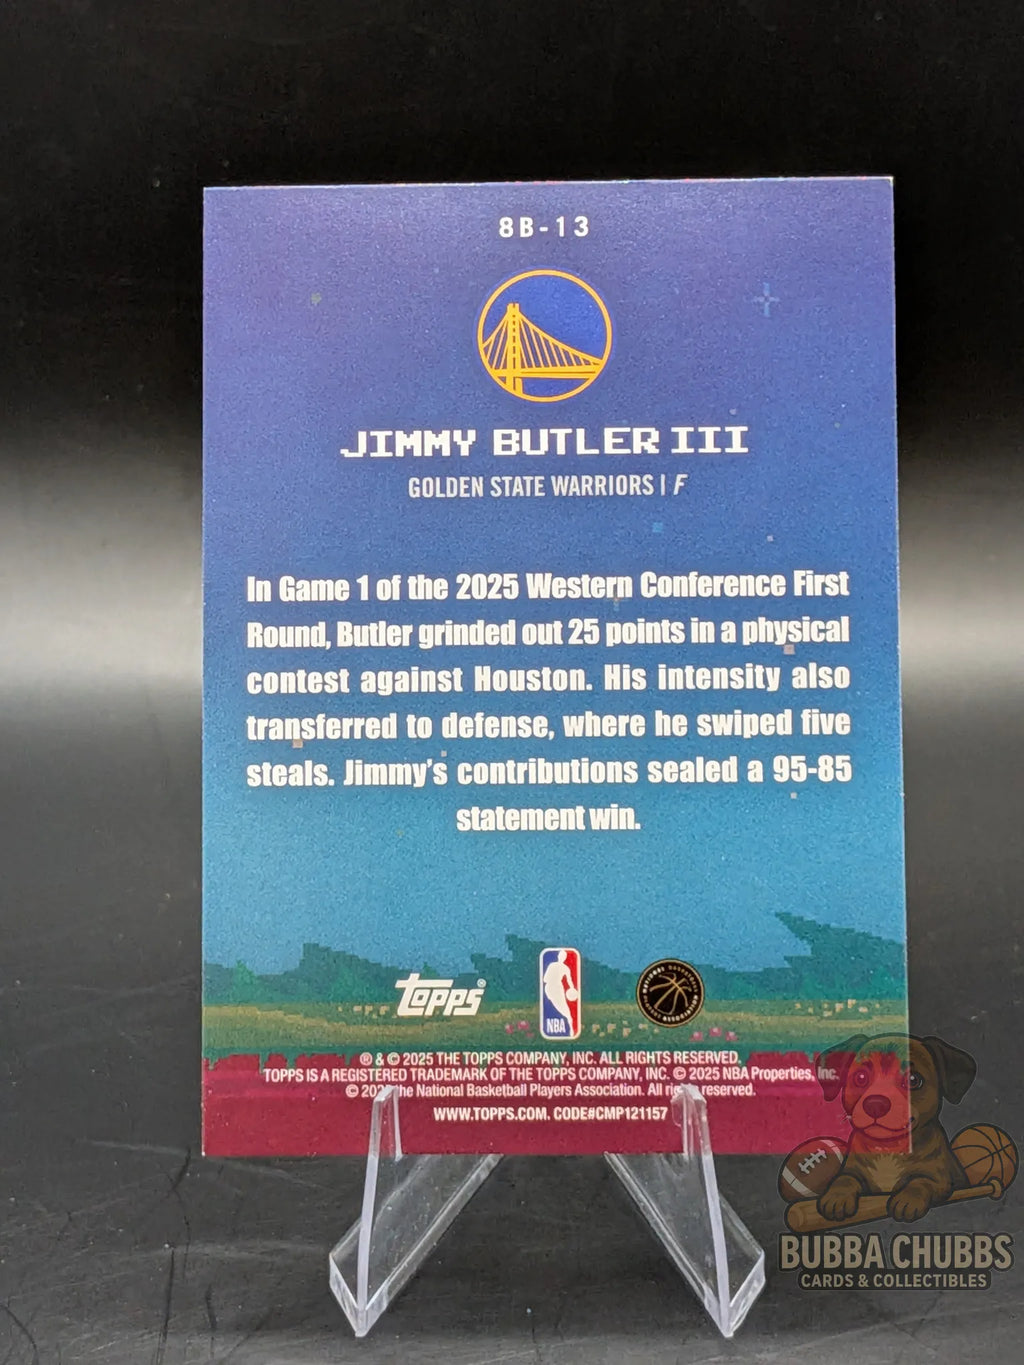 8B-13
JIMMY BUTLER III
GOLDEN STATE WARRIORS | F
In Game 1 of the 2025 Western Conference First
Round, Butler grinded out 25 points in a physical
contest against Houston. His intensity also
transferred to defense, where he swiped five
steals. Jimmy's contributions sealed a 95-85
statement win.
Topps®
NBA
® & © 2025 THE TOPPS COMPANY, INC. ALL RIGHTS RESERVED.
TOPPS IS A REGISTERED TRADEMARK OF THE TOPPS COMPANY, INC. © 2025 NBA Properties, Inc.
© the National Basketball Players Association. All reserved.
WWW.TOPPS.COM. CODE#CMP121157
BUBBA CHUBBS
CARDS & COLLECTIBLES